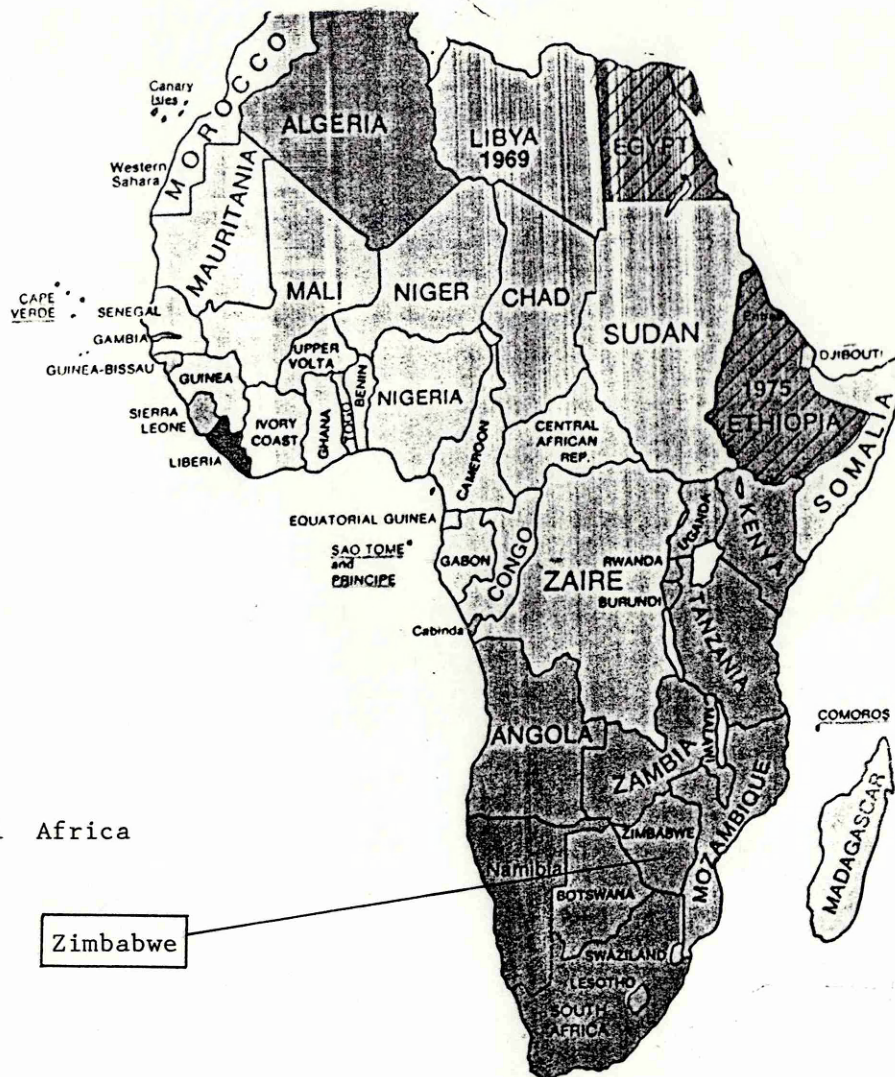 MOROCCO
Canary
Isles
ALGERIA
LIBYA
1969
EGYPT
Western
Sahara
MAURITANIA
MALI
NIGER
CHAD
SUDAN
CAPE
VERDE
SENEGAL
GAMBIA
GUINEA-BISSAU
GUINEA
UPPER
VOLTA
BENIN
NIGERIA
Eritrea
DJIBOUTI
1975
ETHIOPIA
SIERRA
LEONE
LIBERIA
IVORY
COAST
GHANA
TOGO
CAMEROON
CENTRAL
AFRICAN
REP.
SOMALIA
EQUATORIAL GUINEA
SAO TOME
and
PRINCIPE
GABON
CONGO
ZAIRE
UGANDA
KENYA
RWANDA
BURUNDI
TANZANIA
Cabinda
ANGOLA
ZAMBIA
MALAWI
COMOROS
MOZAMBIQUE
MADAGASCAR
Africa
ZIMBABWE
Namibia
BOTSWANA
Zimbabwe
SWAZILAND
LESOTHO
SOUTH
AFRICA